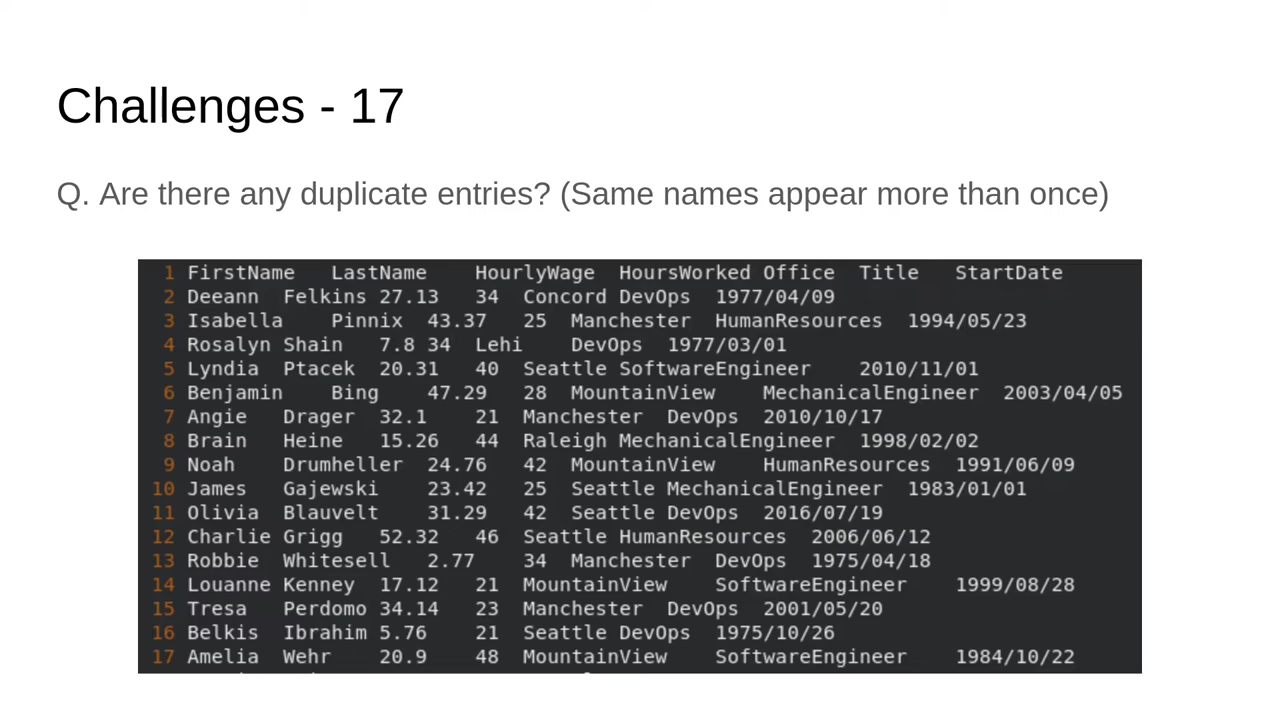 Challenges - 17
Q. Are there any duplicate entries? (Same names appear more than once)
1 FirstName LastName HourlyWage HoursWorked Office Title StartDate
2 Deeann Felkins 27.13 34 Concord DevOps 1977/04/09
3 Isabella Pinnix 43.37 25 Manchester HumanResources 1994/05/23
4 Rosalyn Shain 7.8 34 Lehi DevOps 1977/03/01
5 Lyndia Ptacek 20.31 40 Seattle SoftwareEngineer 2010/11/01
6 Benjamin Bing 47.29 28 MountainView MechanicalEngineer 2003/04/05
7 Angie Drager 32.1 21 Manchester DevOps 2010/10/17
8 Brain Heine 15.26 44 Raleigh MechanicalEngineer 1998/02/02
9 Noah Drumheller 24.76 42 MountainView HumanResources 1991/06/09
10 James Gajewski 23.42 25 Seattle MechanicalEngineer 1983/01/01
11 Olivia Blauvelt 31.29 42 Seattle DevOps 2016/07/19
12 Charlie Grigg 52.32 46 Seattle HumanResources 2006/06/12
13 Robbie Whitesell 2.77 34 Manchester DevOps 1975/04/18
14 Louanne Kenney 17.12 21 MountainView SoftwareEngineer 1999/08/28
15 Tresa Perdomo 34.14 23 Manchester DevOps 2001/05/20
16 Belkis Ibrahim 5.76 21 Seattle DevOps 1975/10/26
17 Amelia Wehr 20.9 48 MountainView SoftwareEngineer 1984/10/22